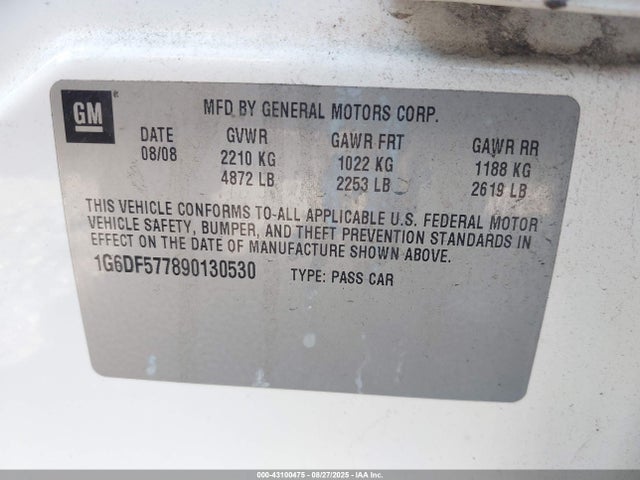 GM
MFD BY GENERAL MOTORS CORP.
DATE GVWR GAWR FRT GAWR RR
08/08 2210 KG 1022 KG 1188 KG
4872 LB 2253 LB 2619 LB
THIS VEHICLE CONFORMS TO ALL APPLICABLE U.S. FEDERAL MOTOR
VEHICLE SAFETY, BUMPER, AND THEFT PREVENTION STANDARDS IN
EFFECT ON THE DATE OF MANUFACTURE SHOWN ABOVE.
1G6DF577890130530 TYPE: PASS CAR
000-43100475 - 08/27/2025 - IAAI.COM